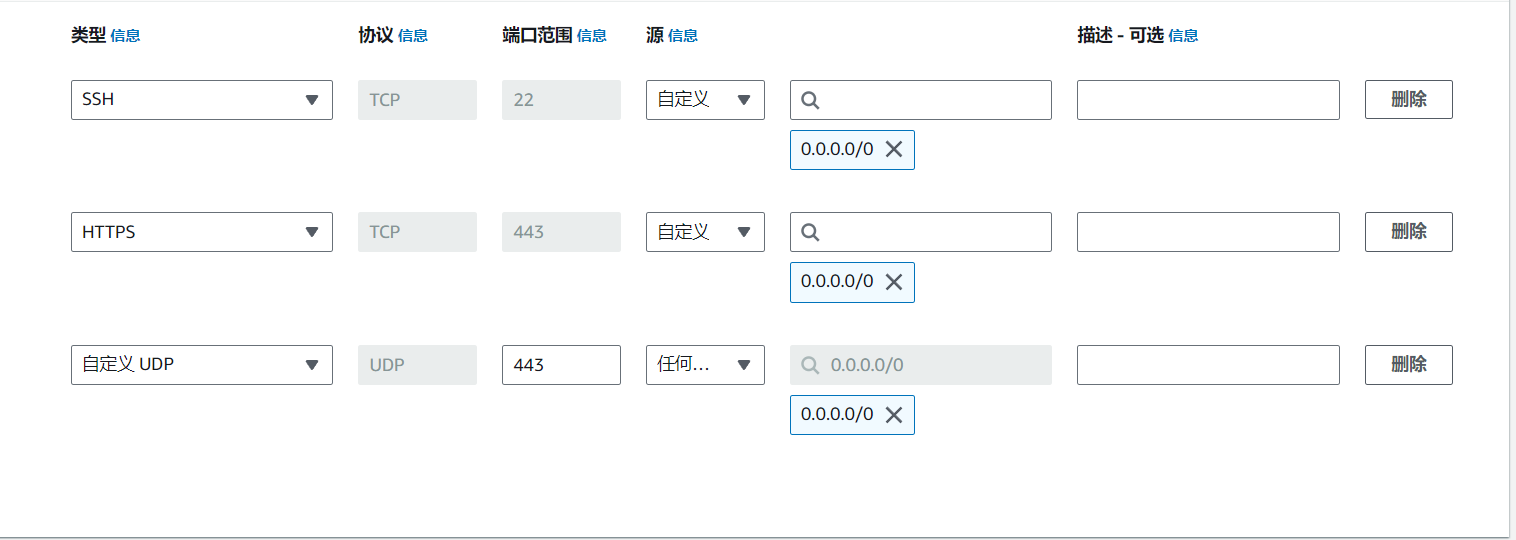 类型 信息 协议 信息 端口范围 信息 源 信息 描述 - 可选 信息
SSH TCP 22 自定义 删除
0.0.0.0/0
HTTPS TCP 443 自定义 删除
0.0.0.0/0
自定义 UDP UDP 443 任何... 0.0.0.0/0 删除
0.0.0.0/0